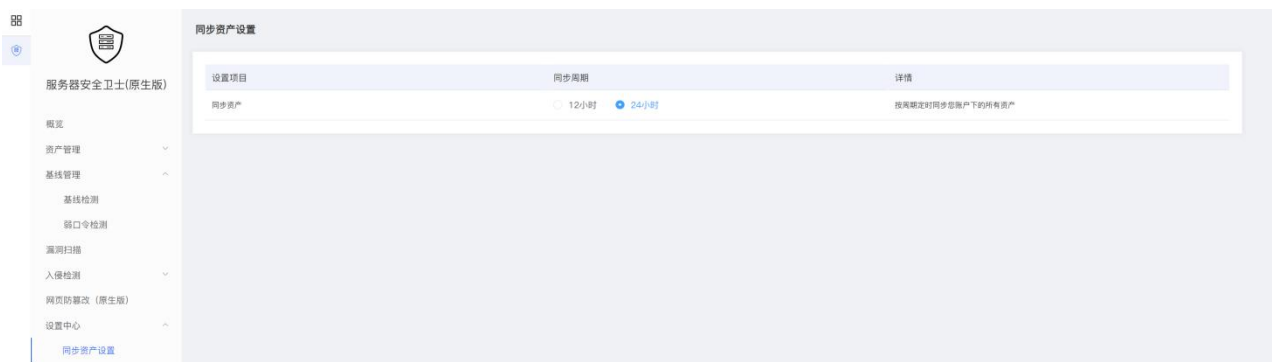 同步资产设置
服务器安全卫士(原生版)
概览
资产管理
基线管理
基线检测
弱口令检测
漏洞扫描
入侵检测
网页防篡改（原生版）
设置中心
同步资产设置
设置项目 同步周期 详情
同步资产 12小时 24小时 按周期定时同步您账户下的所有资产